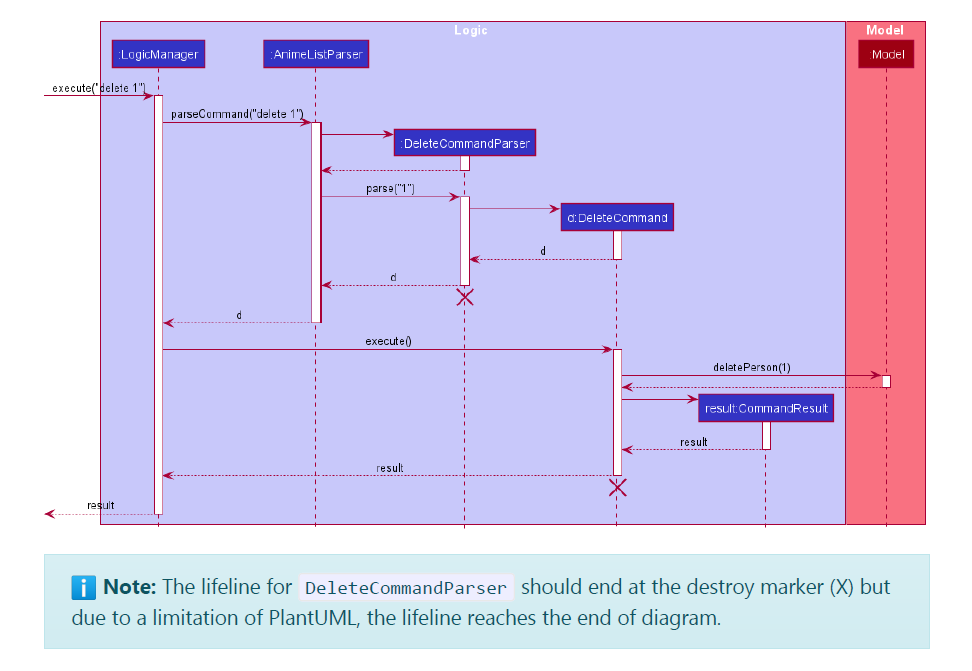 Logic
Model
:LogicManager
:AnimeListParser
:Model
execute("delete 1")
parseCommand("delete 1")
:DeleteCommandParser
parse("1")
d:DeleteCommand
d
d
d
execute()
deletePerson(1)
result:CommandResult
result
result
result
i Note: The lifeline for DeleteCommandParser should end at the destroy marker (X) but
due to a limitation of PlantUML, the lifeline reaches the end of diagram.